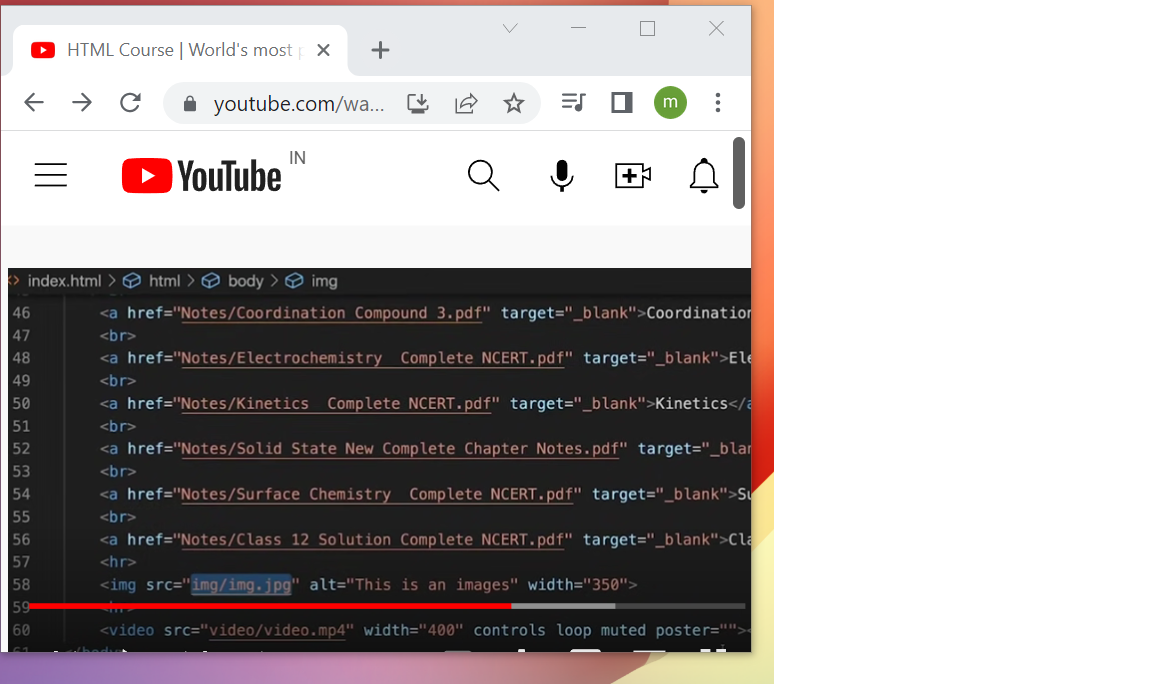 HTML Course | World's most p
youtube.com/wa...
m
YouTube IN
index.html > html > body > img
46 <a href="Notes/Coordination Compound 3.pdf" target="_blank">Coordination
47 <br>
48 <a href="Notes/Electrochemistry  Complete NCERT.pdf" target="_blank">Ele
49 <br>
50 <a href="Notes/Kinetics  Complete NCERT.pdf" target="_blank">Kinetics</a
51 <br>
52 <a href="Notes/Solid State New Complete Chapter Notes.pdf" target="_blan
53 <br>
54 <a href="Notes/Surface Chemistry  Complete NCERT.pdf" target="_blank">Su
55 <br>
56 <a href="Notes/Class 12 Solution Complete NCERT.pdf" target="_blank">Cla
57 <hr>
58 <img src="img/img.jpg" alt="This is an images" width="350">
59 <hr>
60 <video src="video/video.mp4" width="400" controls loop muted poster=""><